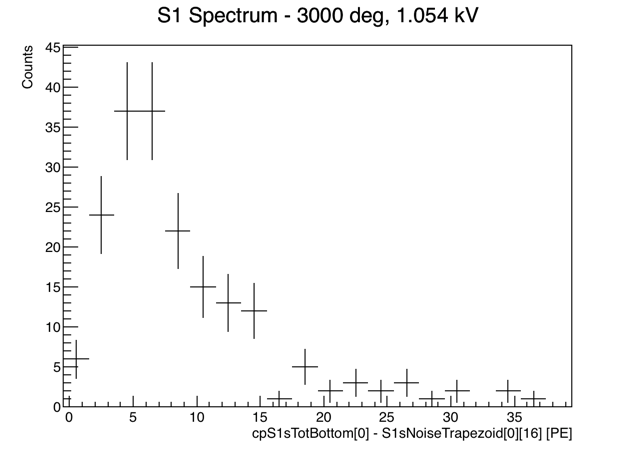 S1 Spectrum - 3000 deg, 1.054 kV
Counts
45
40
35
30
25
20
15
10
5
0
0 5 10 15 20 25 30 35
cpS1sTotBottom[0] - S1sNoiseTrapezoid[0][16] [PE]